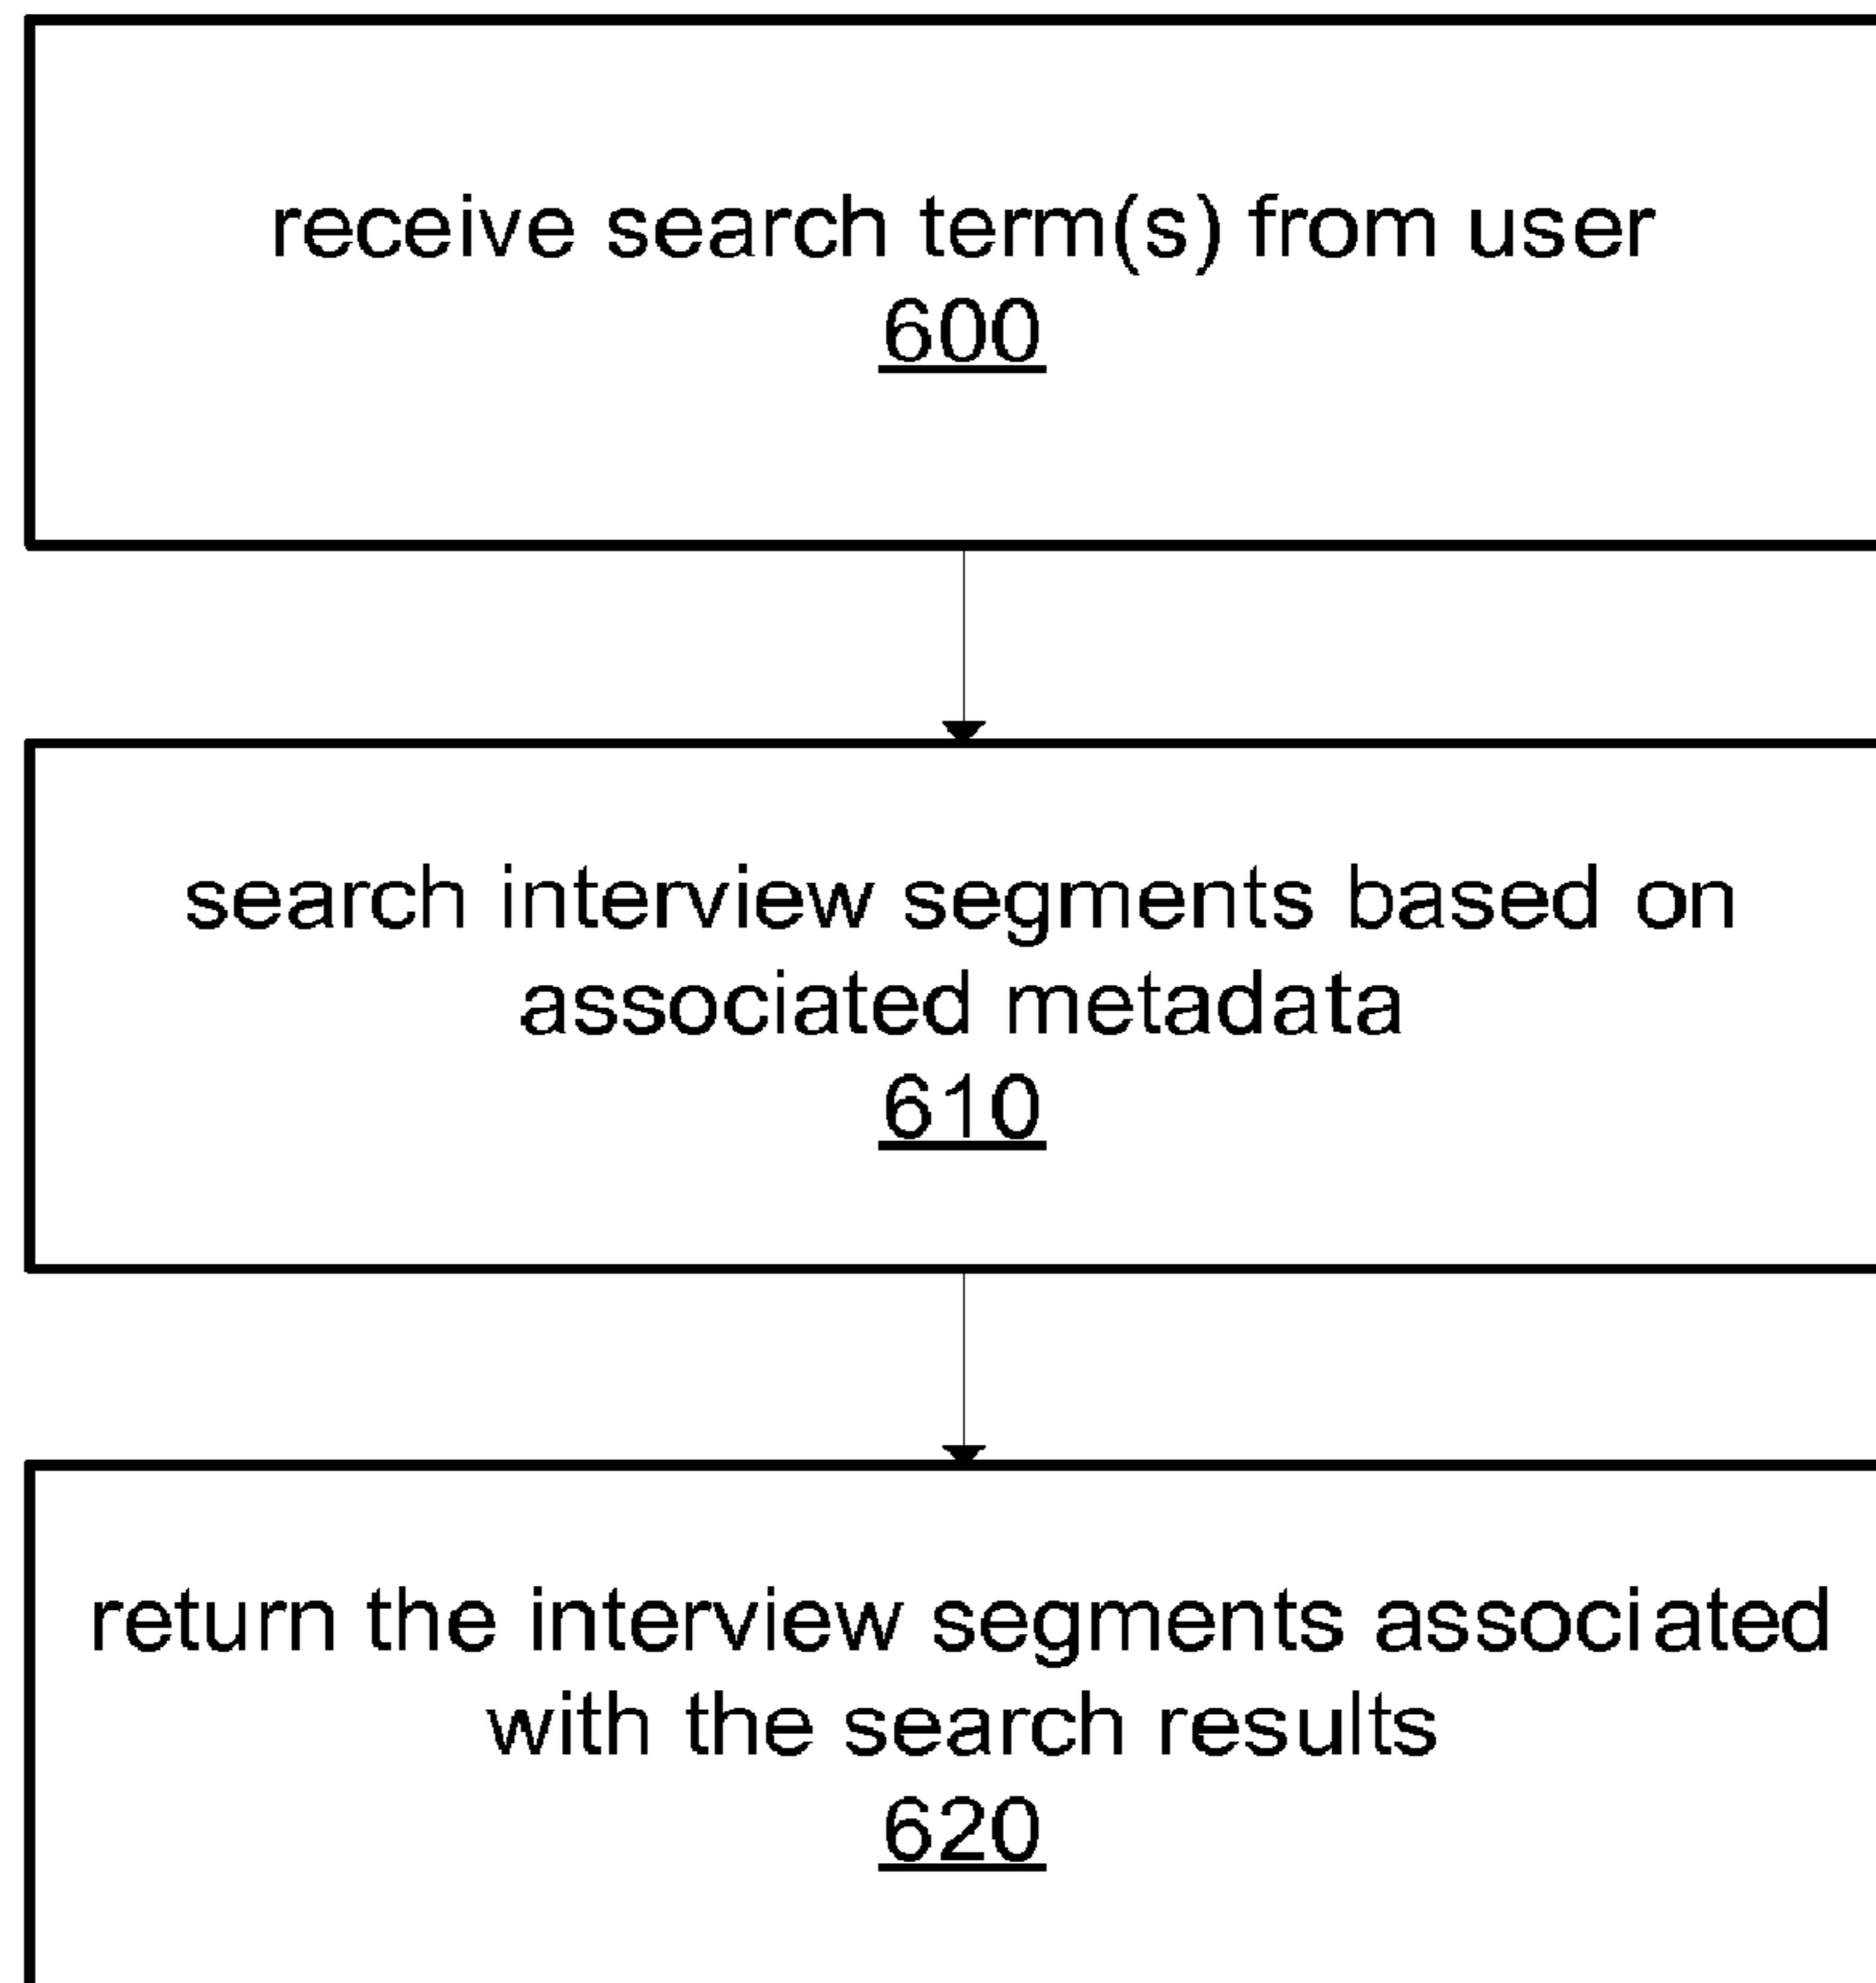 receive search term(s) from user
600
search interview segments based on
associated metadata
610
return the interview segments associated
with the search results
620